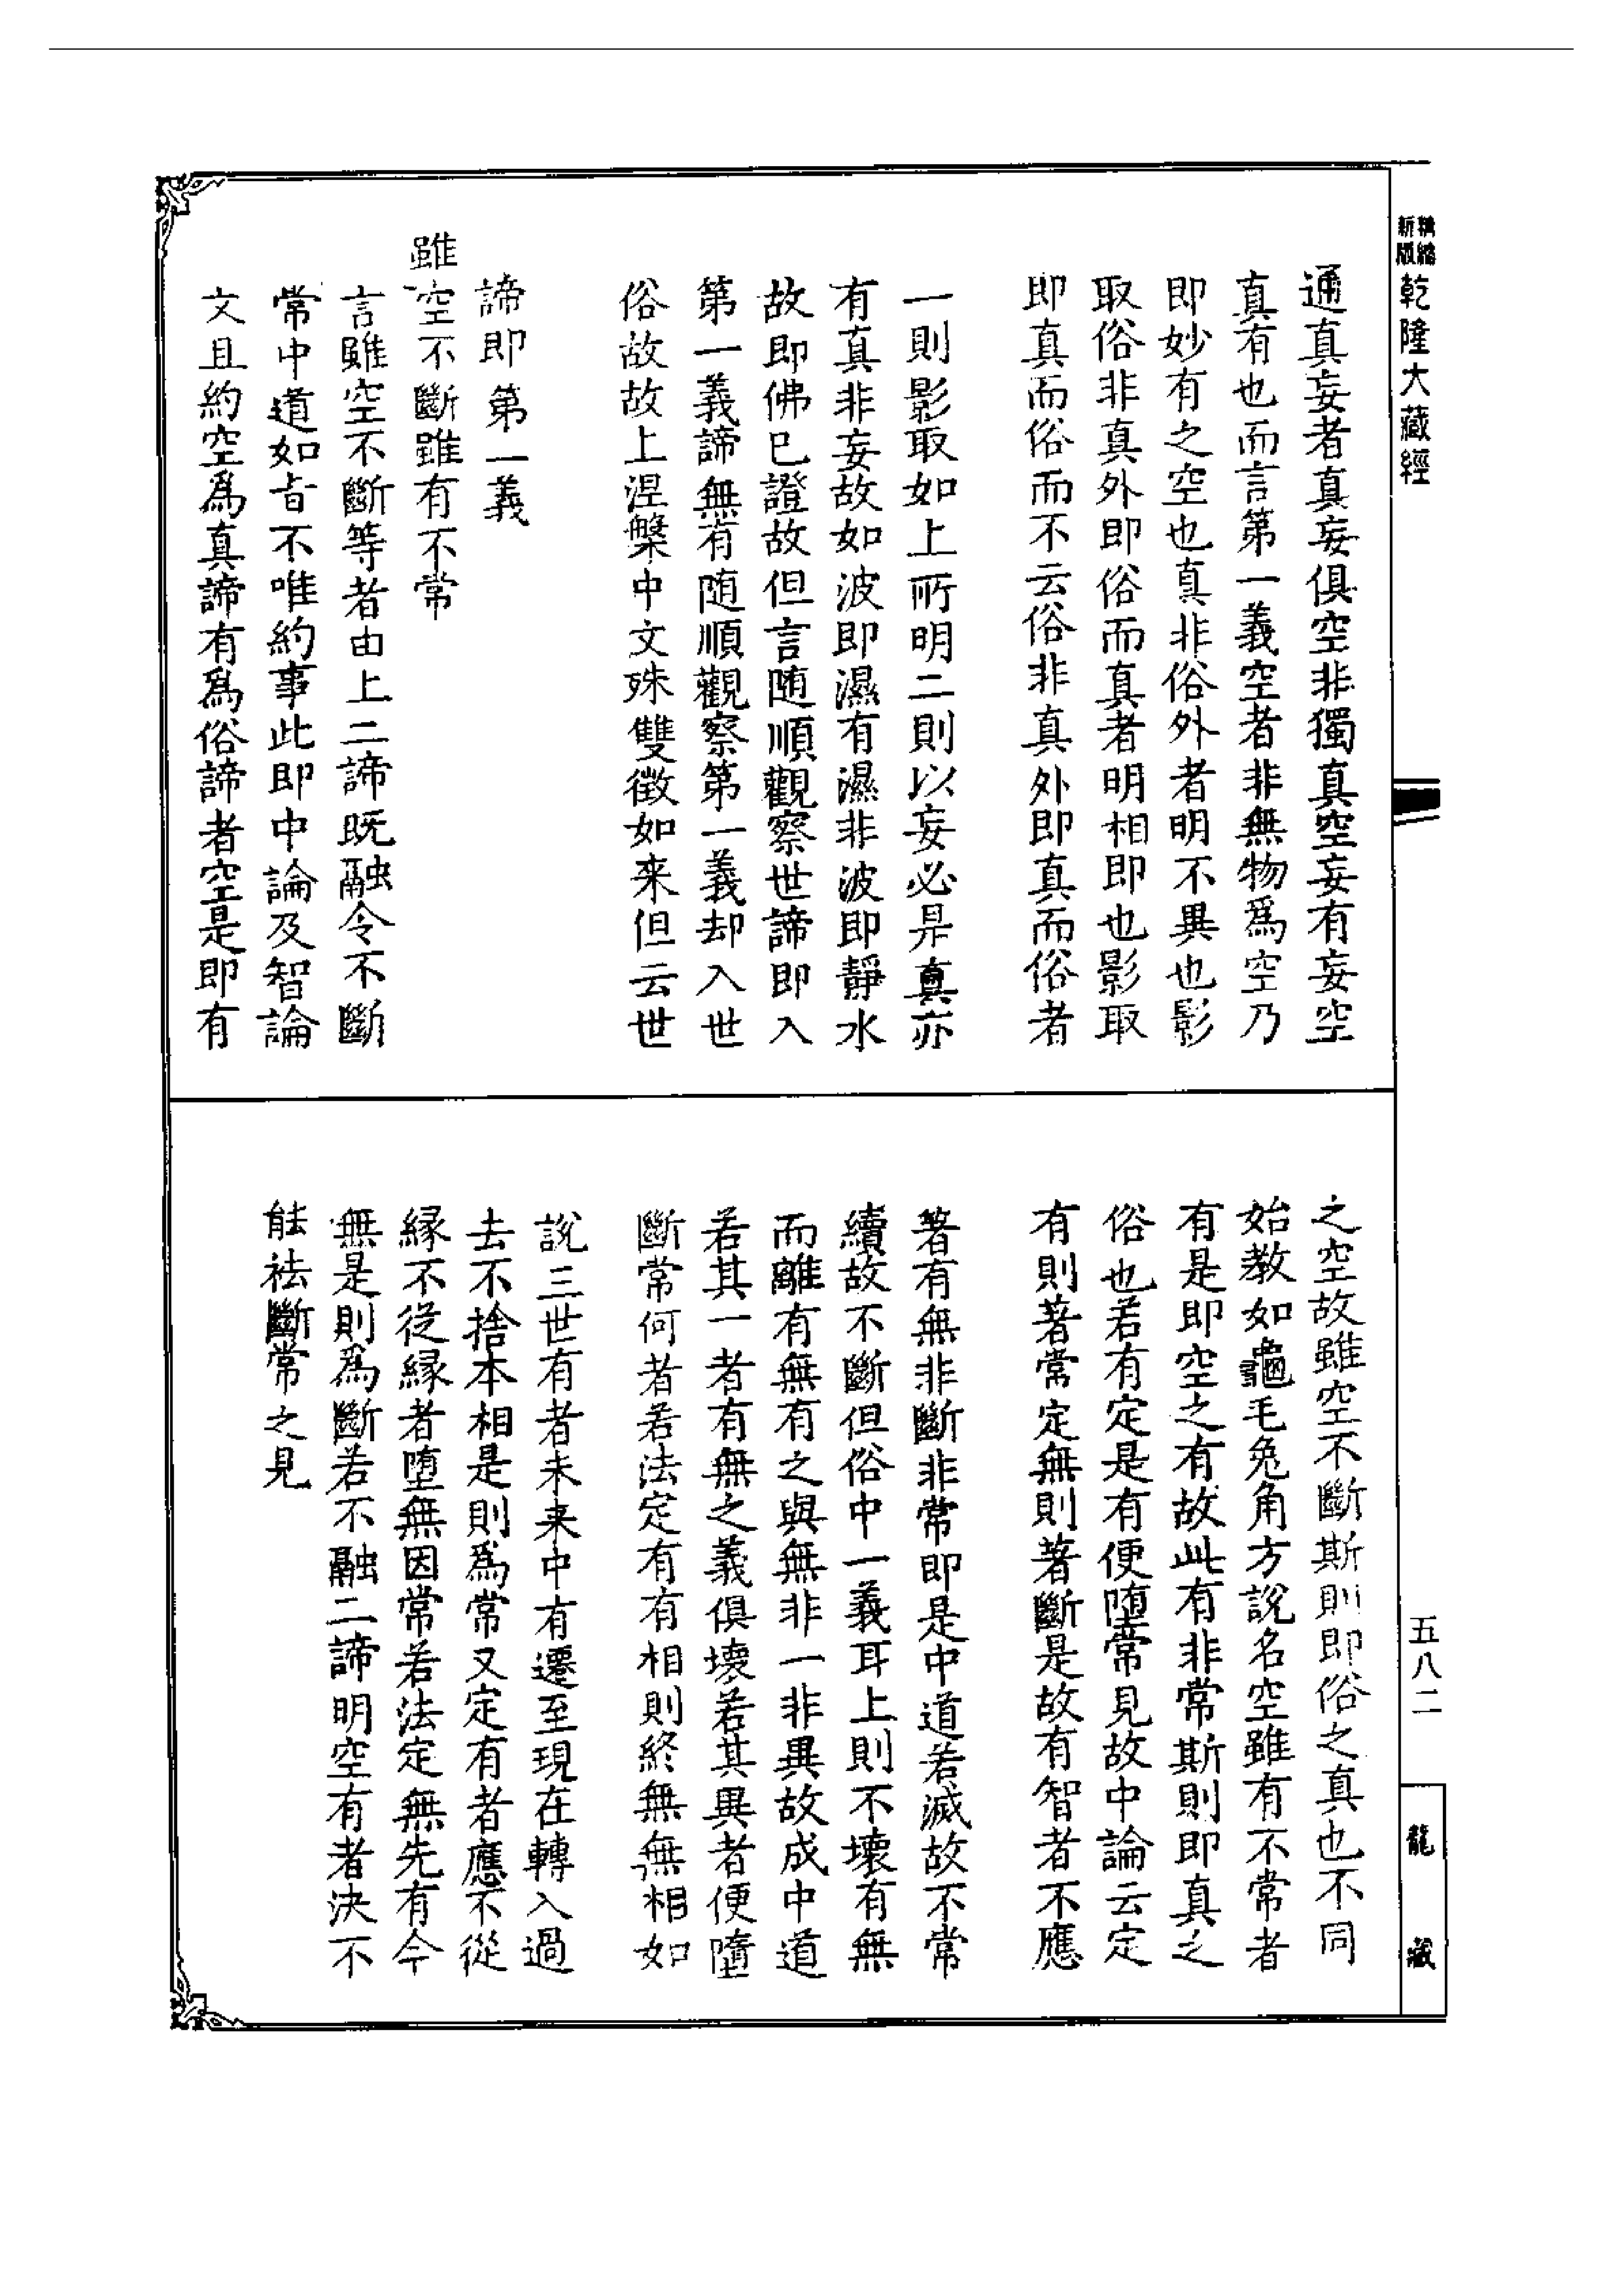 精縮新版乾隆大藏經
通真妄者真妄俱空非獨真空妄有妄空
真有也而言第一義空者非無物爲空乃
即妙有之空也真非俗外者明不異也影
取俗非真外即俗而真者明相即也影取
即真而俗而不云俗非真外即真而俗者
一則影取如上所明二則以妄必是真亦
有真非妄故如波即濕有濕非波即靜水
故即佛已證故但言随順觀察世諦即入
第一義諦無有随順觀察第一義却入世
俗故故上涅槃中文殊雙徵如来但云世
諦即第一義
雖空不斷雖有不常
言雖空不斷等者由上二諦既融令不斷
常中道如旨不唯約事此即中論及智論
文且約空爲真諦有爲俗諦者空是即有
之空故雖空不斷斯則即俗之真也不同
始教如龜毛兔角方說名空雖有不常者
有是即空之有故此有非常斯則即真之
俗也若有定是有便堕常見故中論云定
有則著常定無則著斷是故有智者不應
著有無非斷非常即是中道若滅故不常
續故不斷但俗中一義耳上則不壞有無
而離有無有之與無非一非異故成中道
若其一者有無之義俱壞若其異者便墮
斷常何者若法定有有相則終無無相如
說三世有者未来中有遷至現在轉入過
去不捨本相是則爲常又定有者應不從
縁不從縁者堕無因常若法定無先有今
無是則爲斷若不融二諦明空有者決不
能祛斷常之見
五八二
龍藏